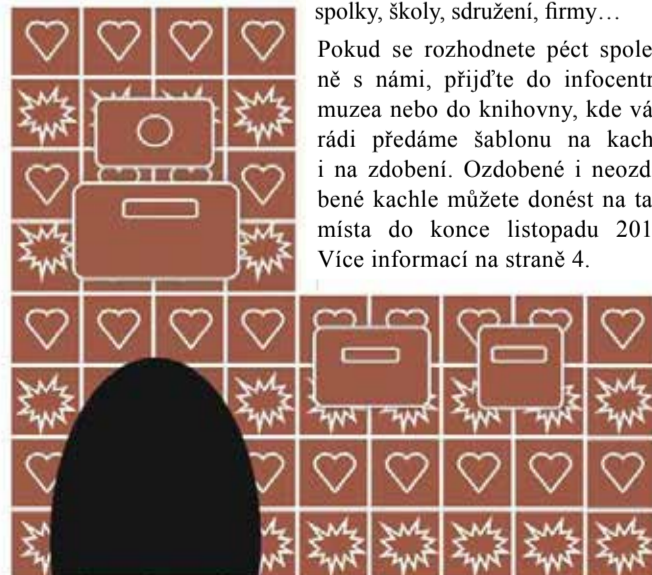 spolky, školy, sdružení, firmy…
Pokud se rozhodnete péct spole
ně s námi, přijďte do infocentr
muzea nebo do knihovny, kde vá
rádi předáme šablonu na kach
i na zdobení. Ozdobené i neozd
bené kachle můžete donést na ta
místa do konce listopadu 201
Více informací na straně 4.